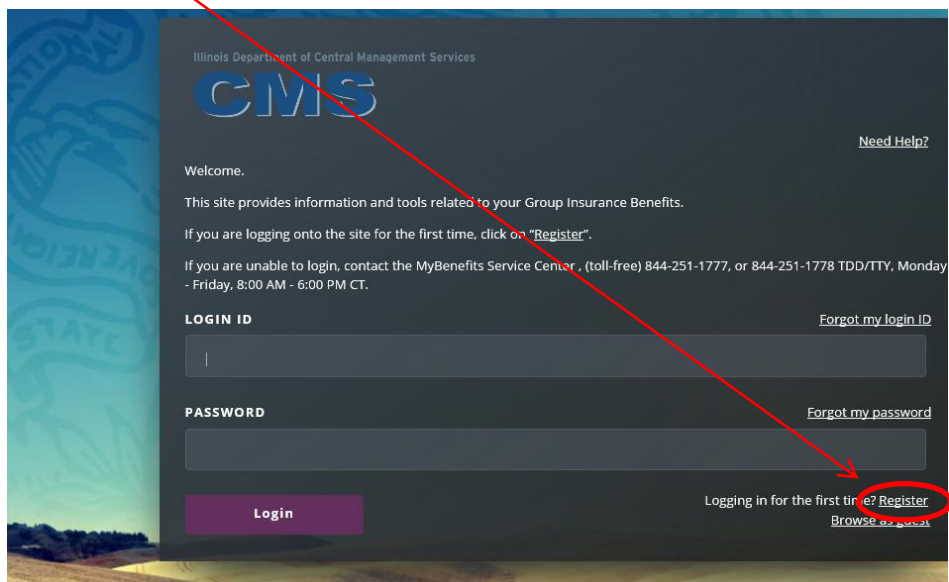 Illinois Department of Central Management Services
CMS
Need Help?
Welcome.
This site provides information and tools related to your Group Insurance Benefits.
If you are logging onto the site for the first time, click on "Register".
If you are unable to login, contact the MyBenefits Service Center , (toll-free) 844-251-1777, or 844-251-1778 TDD/TTY, Monday
- Friday, 8:00 AM - 6:00 PM CT.
LOGIN ID
Forgot my login ID
PASSWORD
Forgot my password
Login
Logging in for the first time? Register
Browse as guest
STATE